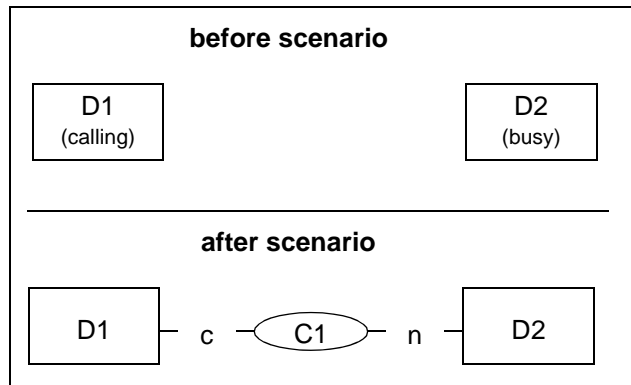 before scenario
D1
(calling)
D2
(busy)
after scenario
D1 c C1 n D2